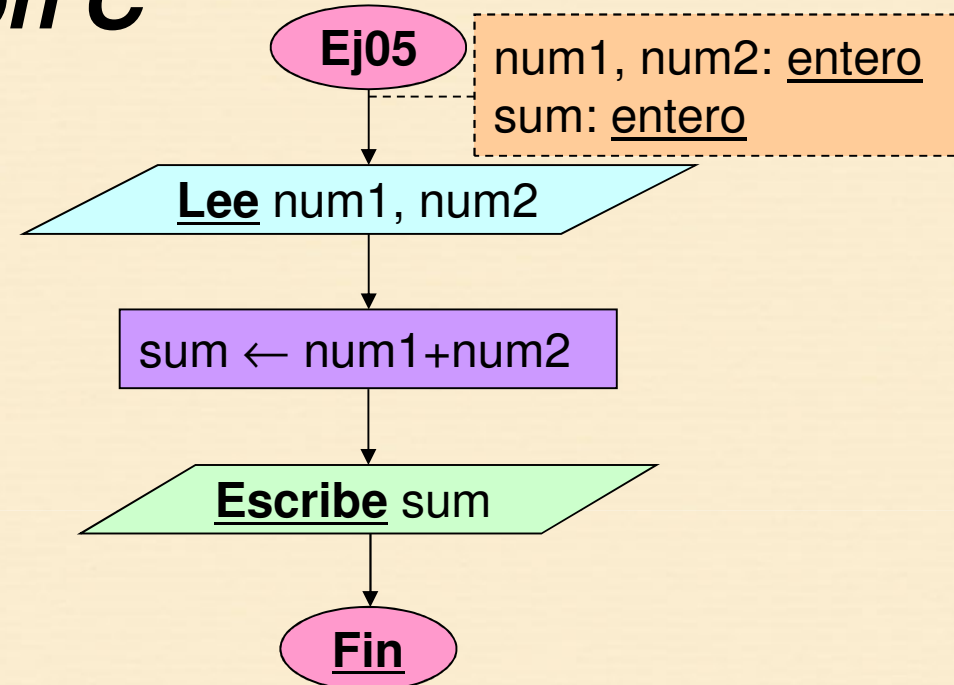 C
Ej05
num1, num2: entero
sum: entero
Lee num1, num2
sum ← num1+num2
Escribe sum
Fin